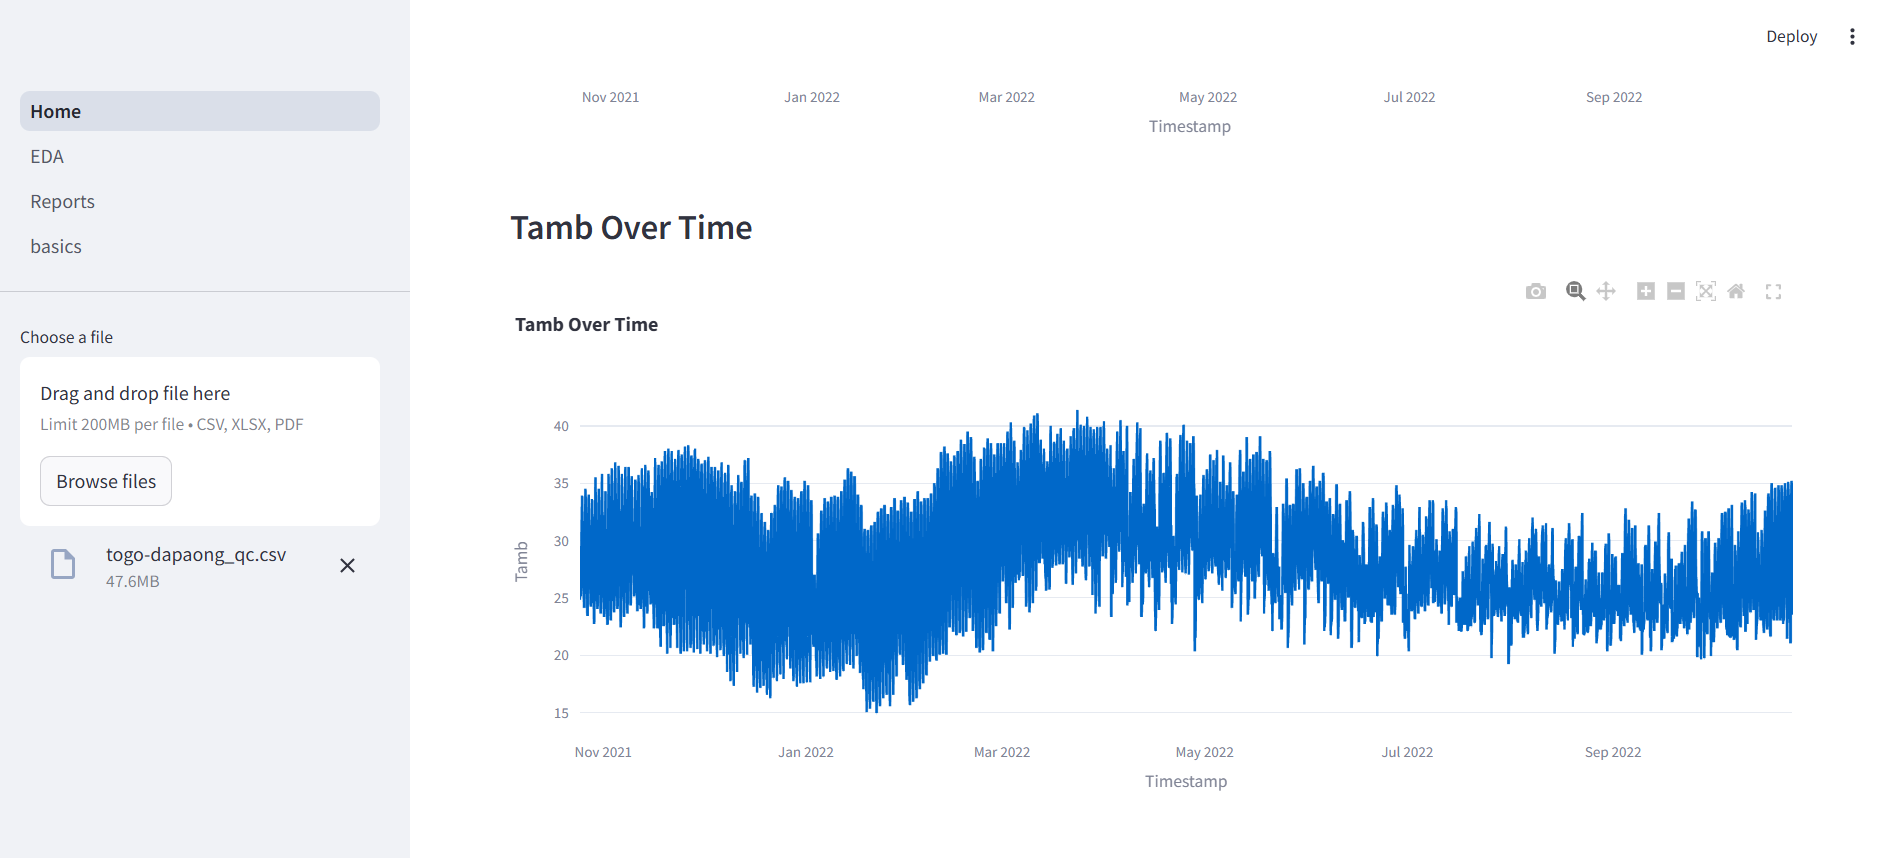 Deploy
Home
EDA
Reports
basics
Choose a file
Drag and drop file here
Limit 200MB per file • CSV, XLSX, PDF
Browse files
togo-dapaong_qc.csv
47.6MB
Nov 2021 Jan 2022 Mar 2022 May 2022 Jul 2022 Sep 2022
Timestamp
Tamb Over Time
Tamb Over Time
40
35
30
25
20
15
Tamb
Nov 2021 Jan 2022 Mar 2022 May 2022 Jul 2022 Sep 2022
Timestamp